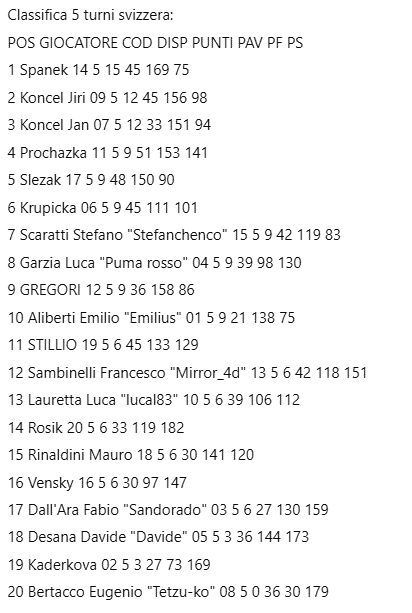 Classifica 5 turni svizzera:
POS GIOCATORE COD DISP PUNTI PAV PF PS
1 Spanek 14 5 15 45 169 75
2 Koncel Jiri 09 5 12 45 156 98
3 Koncel Jan 07 5 12 33 151 94
4 Prochazka 11 5 9 51 153 141
5 Slezak 17 5 9 48 150 90
6 Krupicka 06 5 9 45 111 101
7 Scaratti Stefano "Stefanchenco" 15 5 9 42 119 83
8 Garzia Luca "Puma rosso" 04 5 9 39 98 130
9 GREGORI 12 5 9 36 158 86
10 Aliberti Emilio "Emilius" 01 5 9 21 138 75
11 STILLIO 19 5 6 45 133 129
12 Sambinelli Francesco "Mirror_4d" 13 5 6 42 118 151
13 Lauretta Luca "lucal83" 10 5 6 39 106 112
14 Rosik 20 5 6 33 119 182
15 Rinaldini Mauro 18 5 6 30 141 120
16 Vensky 16 5 6 30 97 147
17 Dall'Ara Fabio "Sandorado" 03 5 6 27 130 159
18 Desana Davide "Davide" 05 5 3 36 144 173
19 Kaderkova 02 5 3 27 73 169
20 Bertacco Eugenio "Tetzu-ko" 08 5 0 36 30 179